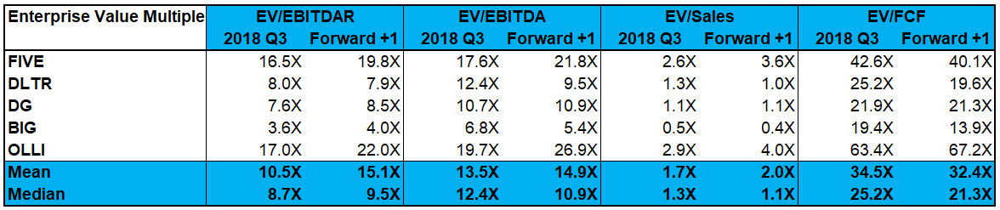 Enterprise Value Multiple EV/EBITDAR EV/EBITDA EV/Sales EV/FCF
2018 Q3 Forward +1 2018 Q3 Forward +1 2018 Q3 Forward +1 2018 Q3 Forward +1
FIVE 16.5X 19.8X 17.6X 21.8X 2.6X 3.6X 42.6X 40.1X
DLTR 8.0X 7.9X 12.4X 9.5X 1.3X 1.0X 25.2X 19.6X
DG 7.6X 8.5X 10.7X 10.9X 1.1X 1.1X 21.9X 21.3X
BIG 3.6X 4.0X 6.8X 5.4X 0.5X 0.4X 19.4X 13.9X
OLLI 17.0X 22.0X 19.7X 26.9X 2.9X 4.0X 63.4X 67.2X
Mean 10.5X 15.1X 13.5X 14.9X 1.7X 2.0X 34.5X 32.4X
Median 8.7X 9.5X 12.4X 10.9X 1.3X 1.1X 25.2X 21.3X